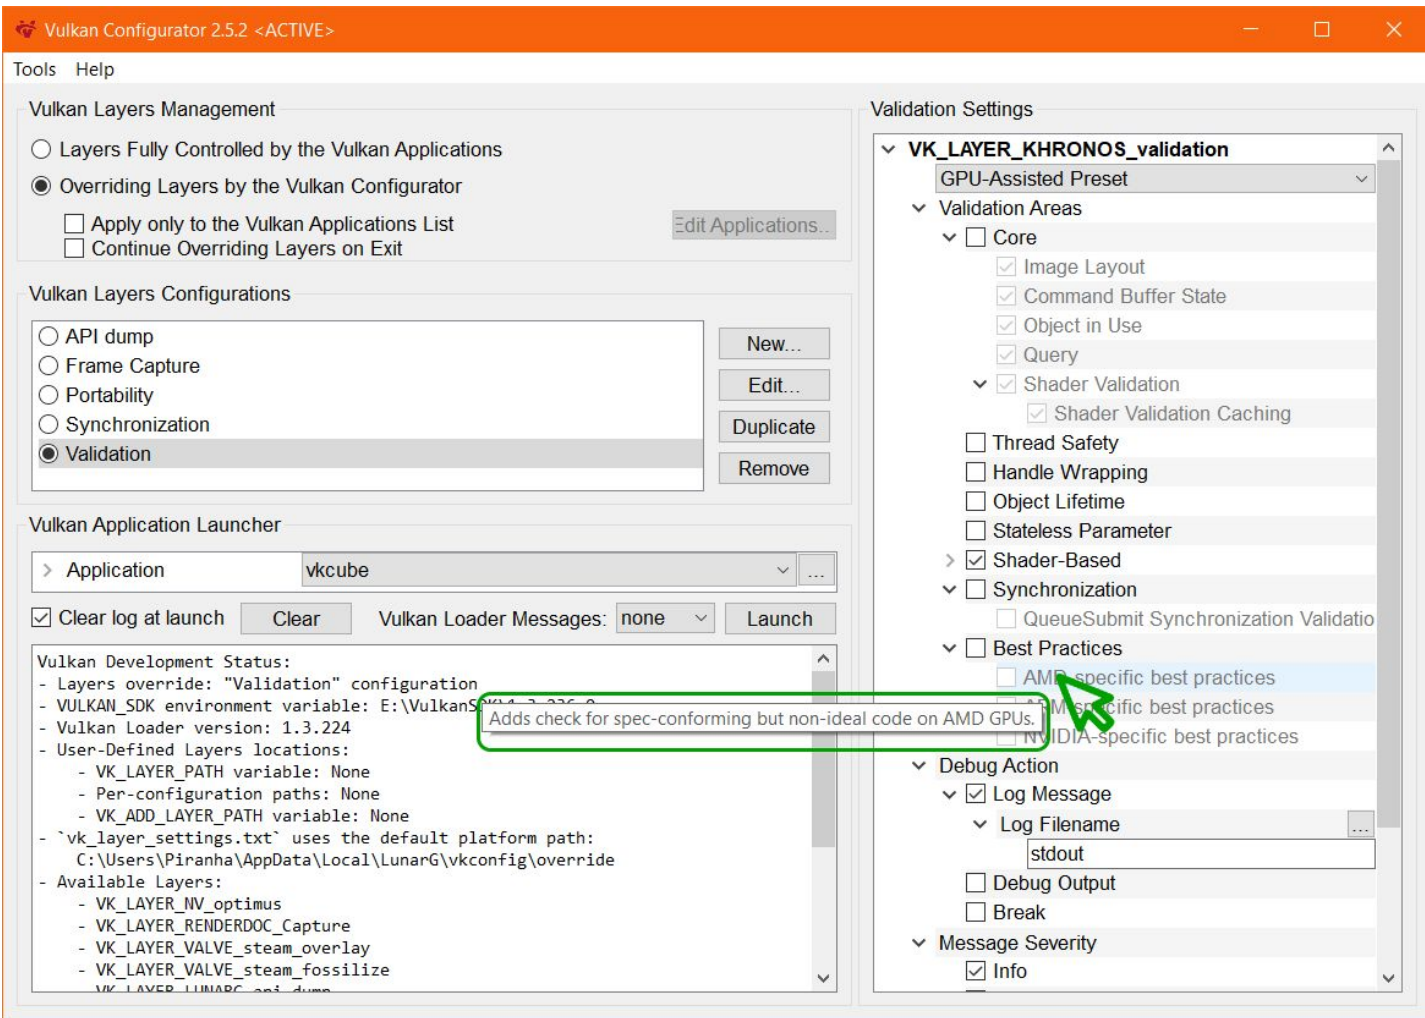 Vulkan Configurator 2.5.2 <ACTIVE>
Tools Help
Vulkan Layers Management
Layers Fully Controlled by the Vulkan Applications
Overriding Layers by the Vulkan Configurator
Apply only to the Vulkan Applications List
Edit Applications..
Continue Overriding Layers on Exit
Vulkan Layers Configurations
API dump
Frame Capture
Portability
Synchronization
Validation
New...
Edit...
Duplicate
Remove
Vulkan Application Launcher
Application vkcube ...
Clear log at launch Clear Vulkan Loader Messages: none Launch
Vulkan Development Status:
- Layers override: "Validation" configuration
- VULKAN_SDK environment variable:
- Vulkan Loader version: 1.3.224
- User-Defined Layers locations:
- VK_LAYER_PATH variable: None
- Per-configuration paths: None
- VK_ADD_LAYER_PATH variable: None
- `vk_layer_settings.txt` uses the default platform path:
C:\Users\Piranha\AppData\Local\LunarG\vkconfig\override
- Available Layers:
- VK_LAYER_NV_optimus
- VK_LAYER_RENDERDOC_Capture
- VK_LAYER_VALVE_steam_overlay
- VK_LAYER_VALVE_steam_fossilize
Adds check for spec-conforming but non-ideal code on AMD GPUs.
Validation Settings
VK_LAYER_KHRONOS_validation
GPU-Assisted Preset
Validation Areas
Core
Image Layout
Command Buffer State
Object in Use
Query
Shader Validation
Shader Validation Caching
Thread Safety
Handle Wrapping
Object Lifetime
Stateless Parameter
Shader-Based
Synchronization
QueueSubmit Synchronization Validatio
Best Practices
AMD-specific best practices
best practices
NVIDIA-specific best practices
Debug Action
Log Message
Log Filename ...
stdout
Debug Output
Break
Message Severity
Info